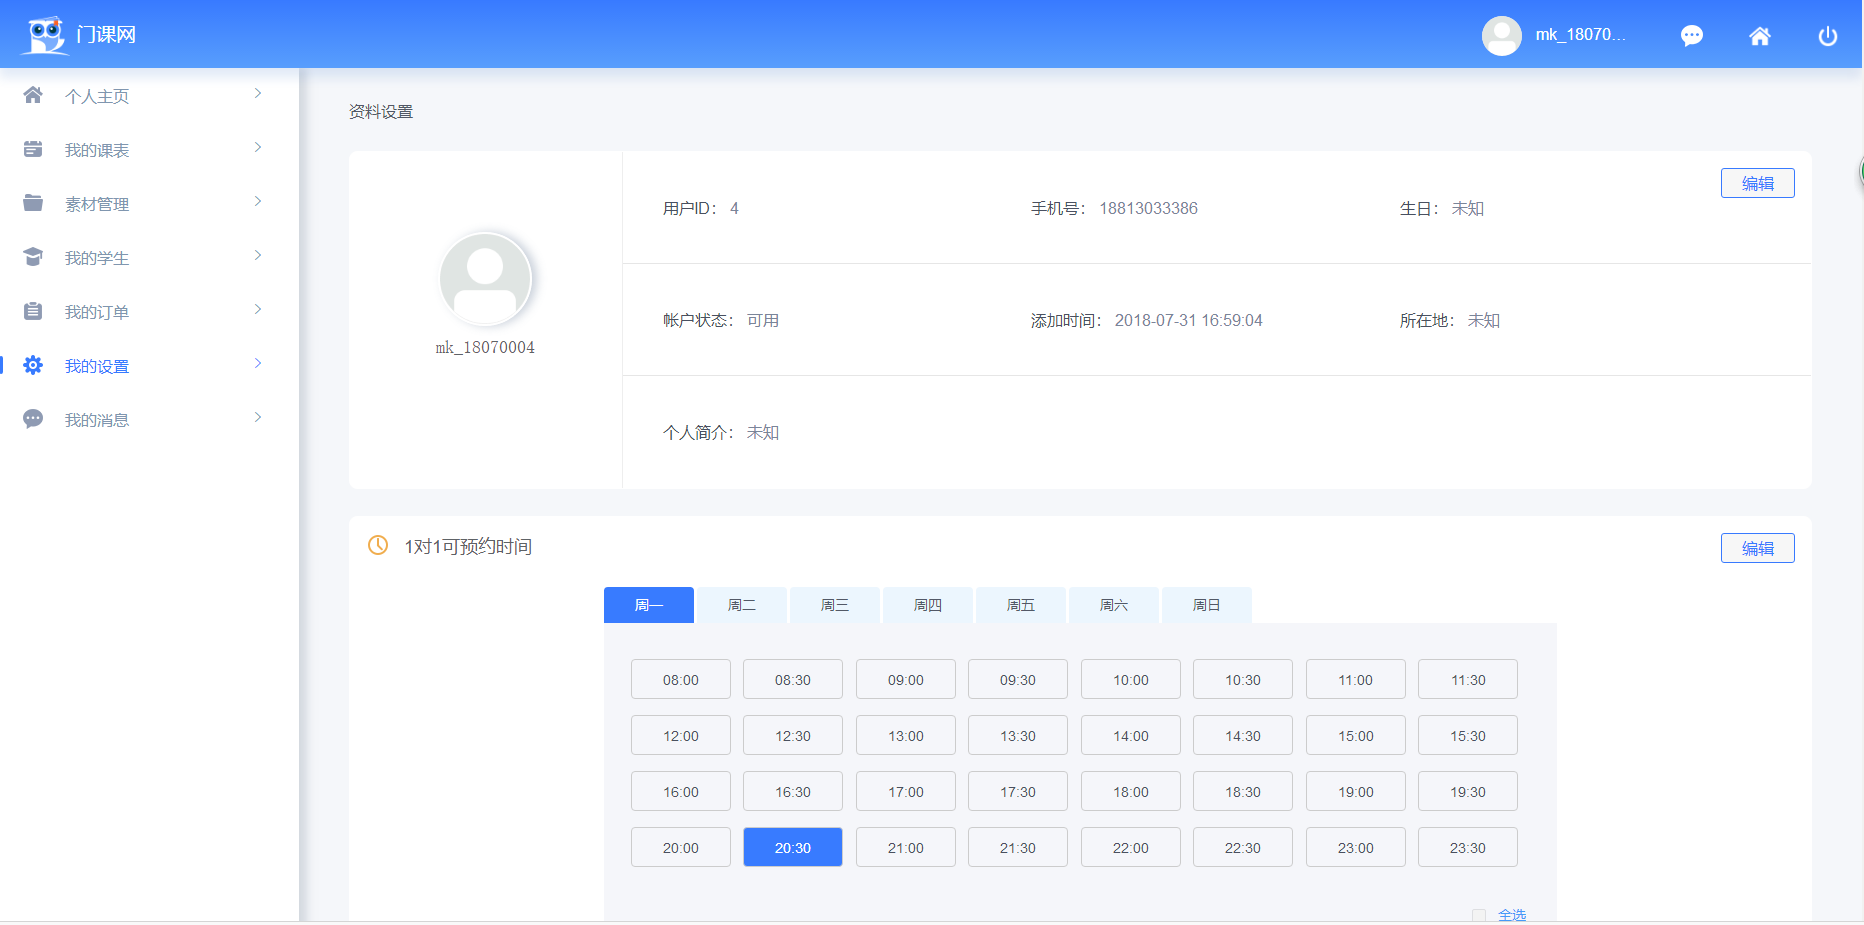 门课网
mk_18070...
个人主页
我的课表
素材管理
我的学生
我的订单
我的设置
我的消息
资料设置
编辑
用户ID： 4 手机号： 18813033386 生日： 未知
帐户状态： 可用 添加时间： 2018-07-31 16:59:04 所在地： 未知
mk_18070004
个人简介： 未知
1对1可预约时间
编辑
周一 周二 周三 周四 周五 周六 周日
08:00 08:30 09:00 09:30 10:00 10:30 11:00 11:30
12:00 12:30 13:00 13:30 14:00 14:30 15:00 15:30
16:00 16:30 17:00 17:30 18:00 18:30 19:00 19:30
20:00 20:30 21:00 21:30 22:00 22:30 23:00 23:30
全选